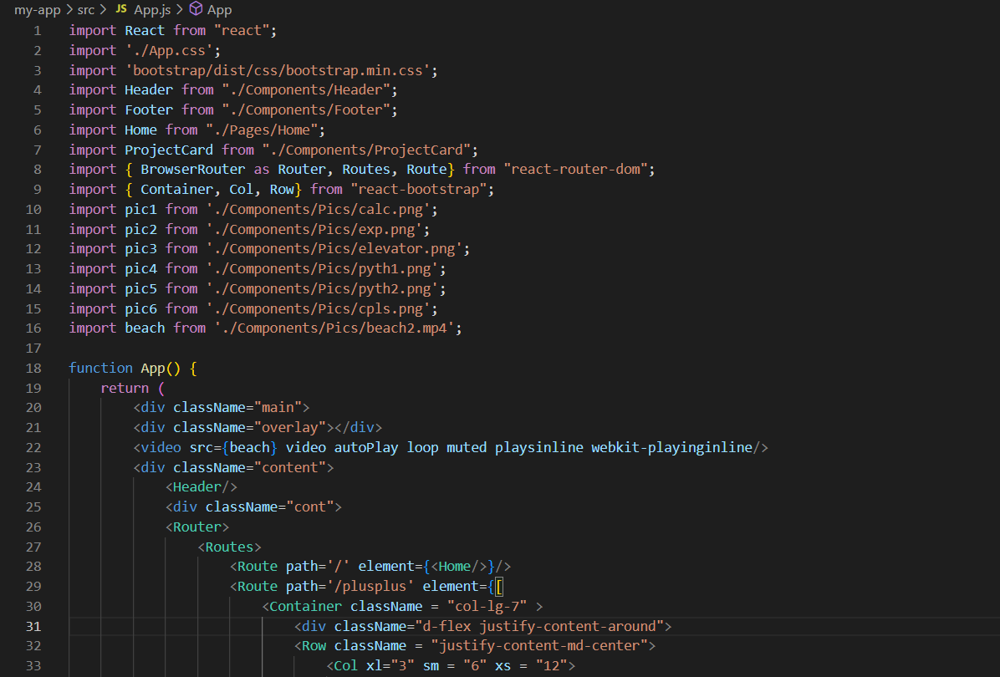 my-app > src > JS App.js > App
1 import React from "react";
2 import './App.css';
3 import 'bootstrap/dist/css/bootstrap.min.css';
4 import Header from "./Components/Header";
5 import Footer from "./Components/Footer";
6 import Home from "./Pages/Home";
7 import ProjectCard from "./Components/ProjectCard";
8 import { BrowserRouter as Router, Routes, Route} from "react-router-dom";
9 import { Container, Col, Row} from "react-bootstrap";
10 import pic1 from './Components/Pics/calc.png';
11 import pic2 from './Components/Pics/exp.png';
12 import pic3 from './Components/Pics/elevator.png';
13 import pic4 from './Components/Pics/pyth1.png';
14 import pic5 from './Components/Pics/pyth2.png';
15 import pic6 from './Components/Pics/cpls.png';
16 import beach from './Components/Pics/beach2.mp4';
17
18 function App() {
19     return (
20         <div className="main">
21         <div className="overlay"></div>
22         <video src={beach} video autoPlay loop muted playsinline webkit-playinginline/>
23         <div className="content">
24             <Header/>
25             <div className="cont">
26             <Router>
27                 <Routes>
28                     <Route path='/' element={<Home/>}/>
29                     <Route path='/plusplus' element={[
30                         <Container className = "col-lg-7" >
31                             <div className="d-flex justify-content-around">
32                             <Row className = "justify-content-md-center">
33                                 <Col xl="3" sm = "6" xs = "12">